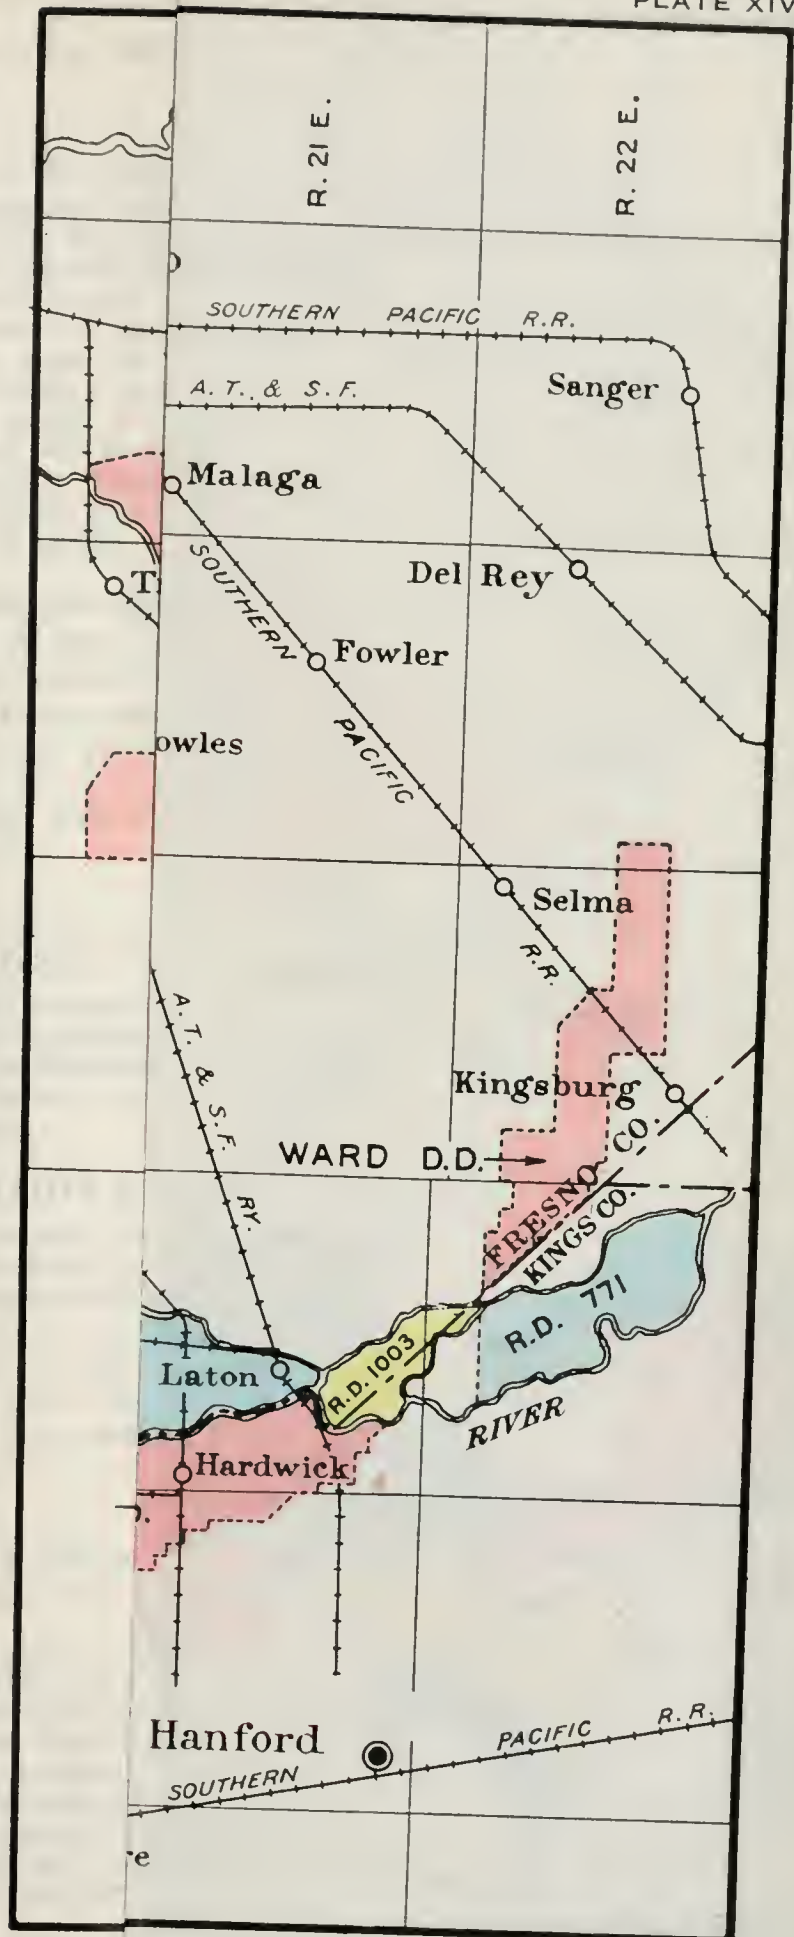 PLATE XIV
R. 21 E.
R. 22 E.
SOUTHERN PACIFIC R.R.
A. T. & S. F.
Sanger
Malaga
SOUTHERN PACIFIC R.R.
Del Rey
T
Fowler
owles
Selma
A. T. & S. F. RY.
Kingsburg
WARD D.D.
FRESNO CO.
KINGS CO.
R.D. 771
R.D. 1003
Laton
RIVER
Hardwick
Hanford
SOUTHERN PACIFIC R.R.
re